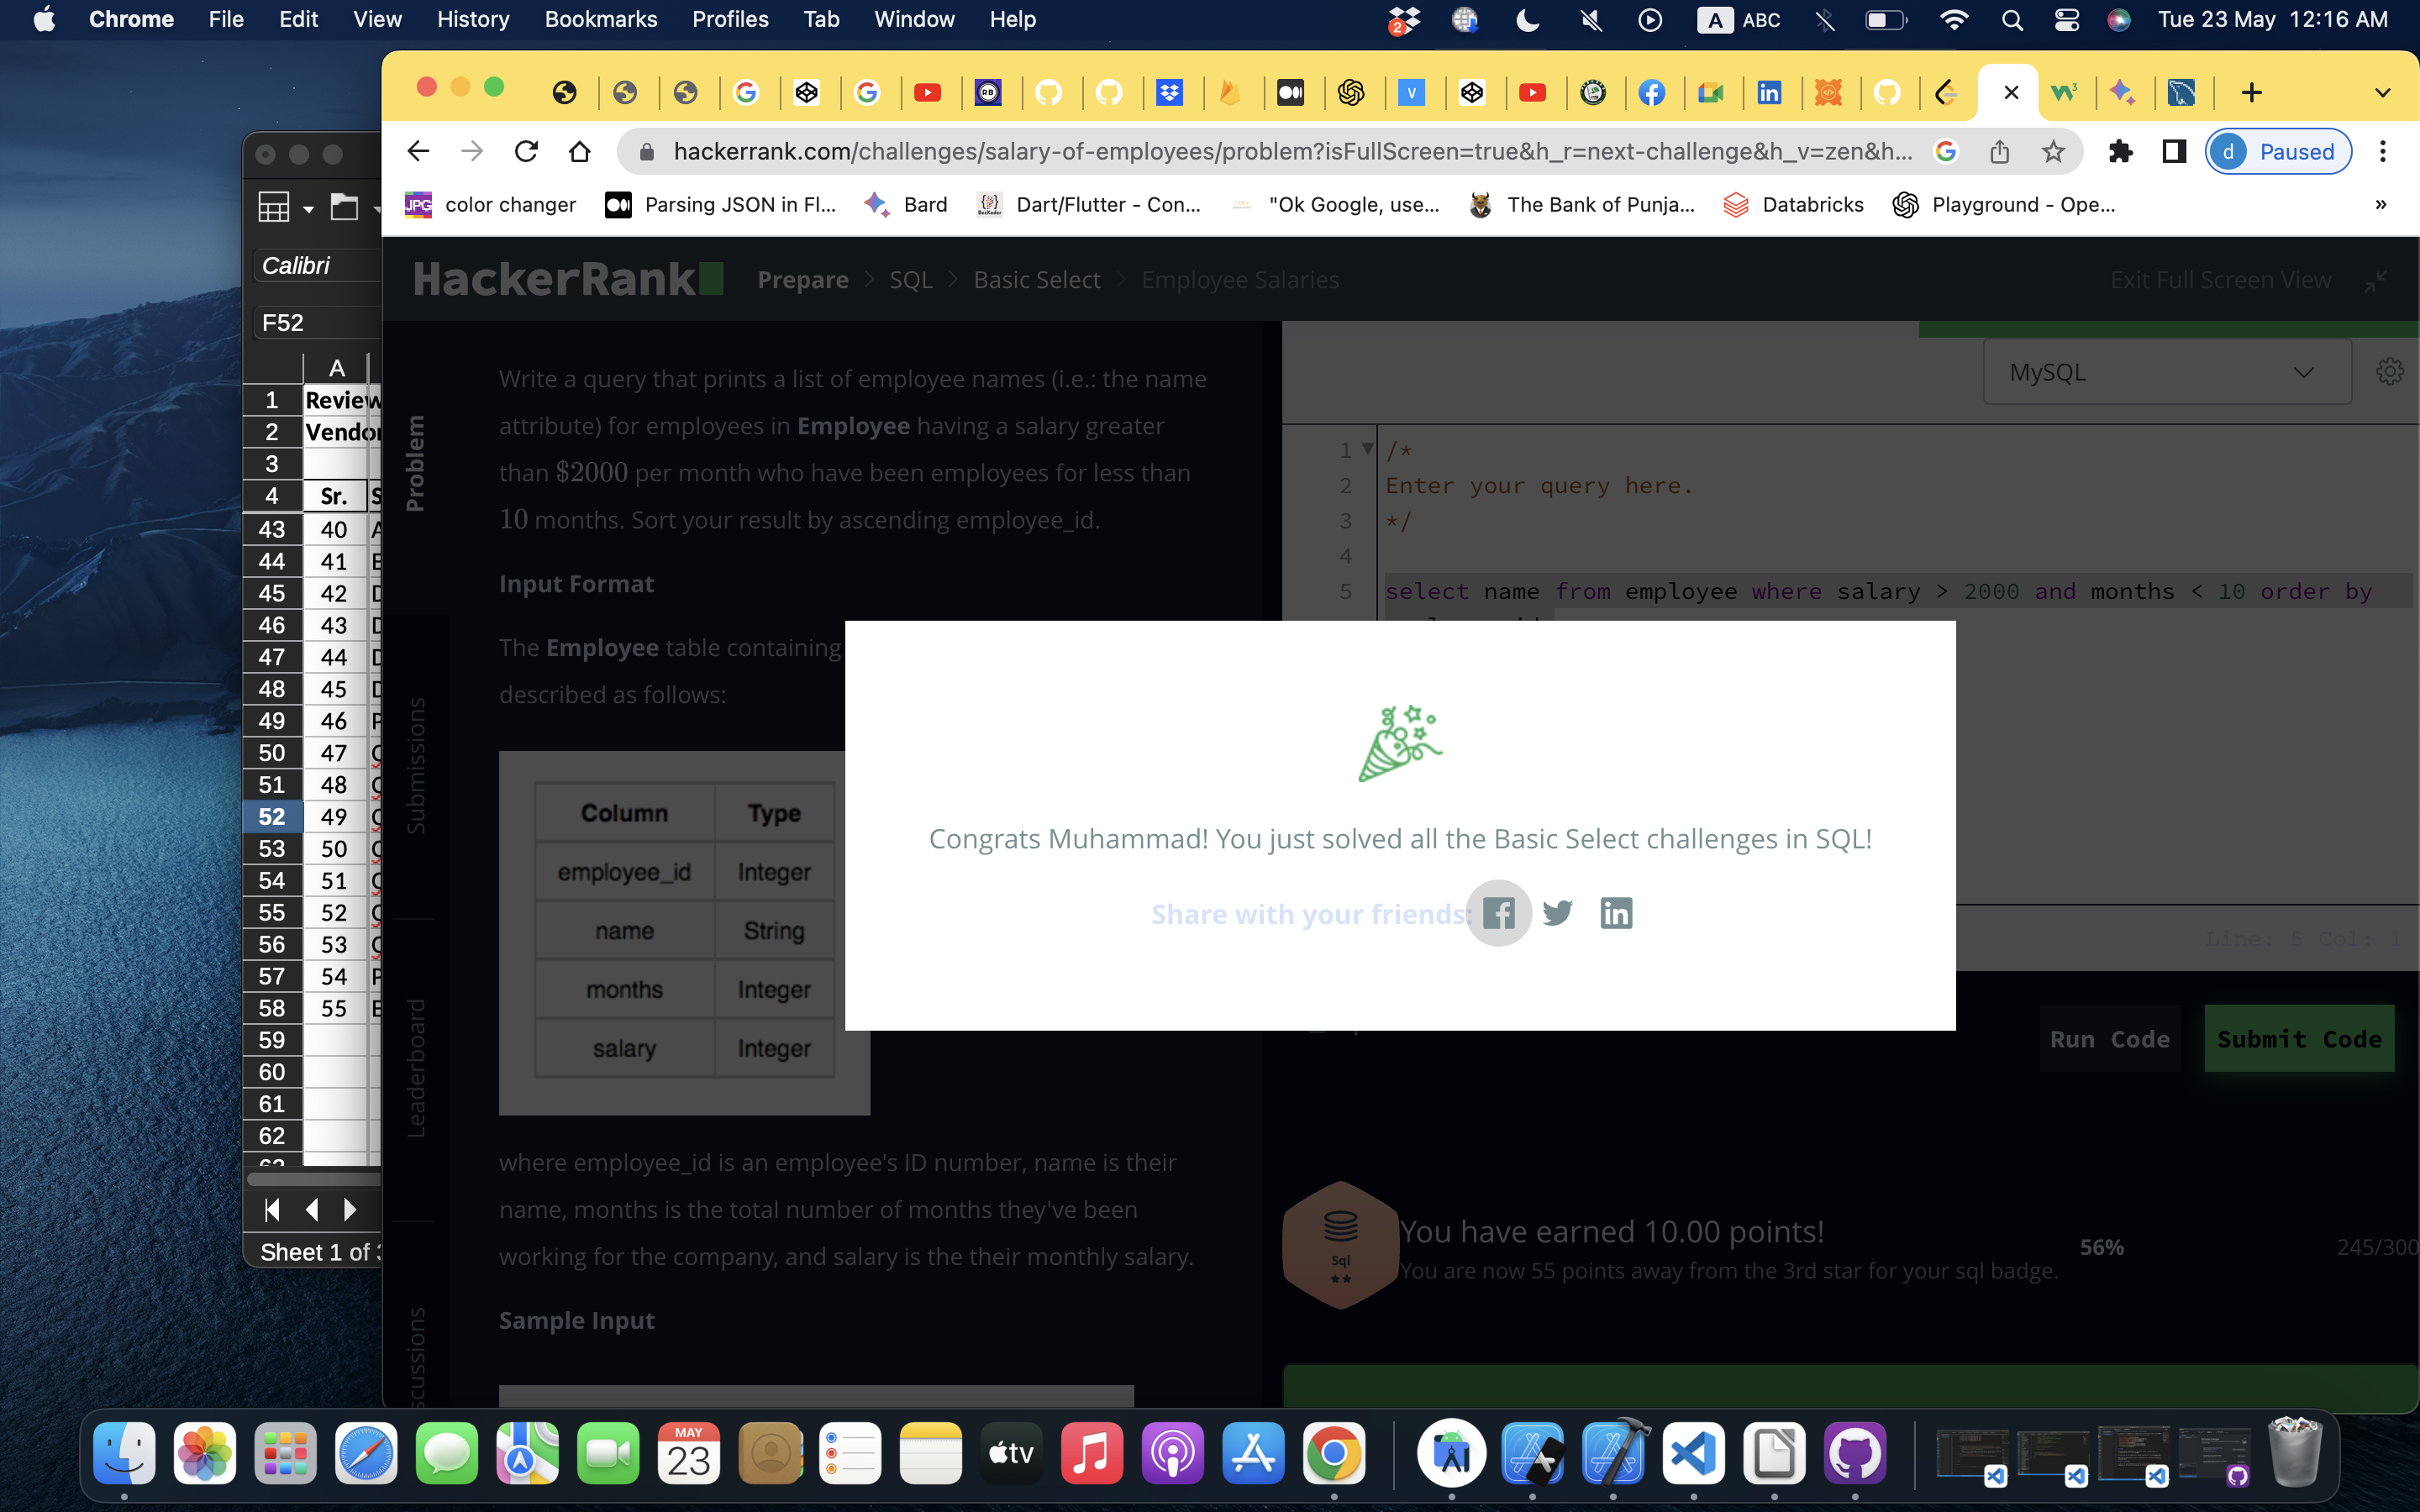 Chrome File Edit View History Bookmarks Profiles Tab Window Help
2 A ABC Tue 23 May 12:16 AM
hackerrank.com/challenges/salary-of-employees/problem?isFullScreen=true&h_r=next-challenge&h_v=zen&h...
d Paused
JPG color changer Parsing JSON in Fl... Bard Dart/Flutter - Con... "Ok Google, use... The Bank of Punja... Databricks Playground - Ope... »
HackerRank Prepare > SQL > Basic Select > Employee Salaries
Exit Full Screen View
Calibri
F52
A
1 Review
2 Vendor
3
4 Sr. S
43 40 A
44 41 E
45 42 D
46 43 D
47 44 D
48 45 D
49 46 P
50 47 C
51 48 C
52 49 C
53 50 C
54 51 C
55 52 C
56 53 C
57 54 P
58 55 E
59
60
61
62
Sheet 1 of 3
Problem
Submissions
Leaderboard
Write a query that prints a list of employee names (i.e.: the name
attribute) for employees in Employee having a salary greater
than $2000 per month who have been employees for less than
10 months. Sort your result by ascending employee_id.
Input Format
The Employee table containing
described as follows:
Column Type
employee_id Integer
name String
months Integer
salary Integer
where employee_id is an employee's ID number, name is their
name, months is the total number of months they've been
working for the company, and salary is the their monthly salary.
Sample Input
MySQL
1 /*
2 Enter your query here.
3 */
4
5 select name from employee where salary > 2000 and months < 10 order by
Congrats Muhammad! You just solved all the Basic Select challenges in SQL!
Share with your friends:
Line: 5 Col: 1
Run Code Submit Code
Sql
You have earned 10.00 points!
You are now 55 points away from the 3rd star for your sql badge.
56%
245/300
MAY
23
tv